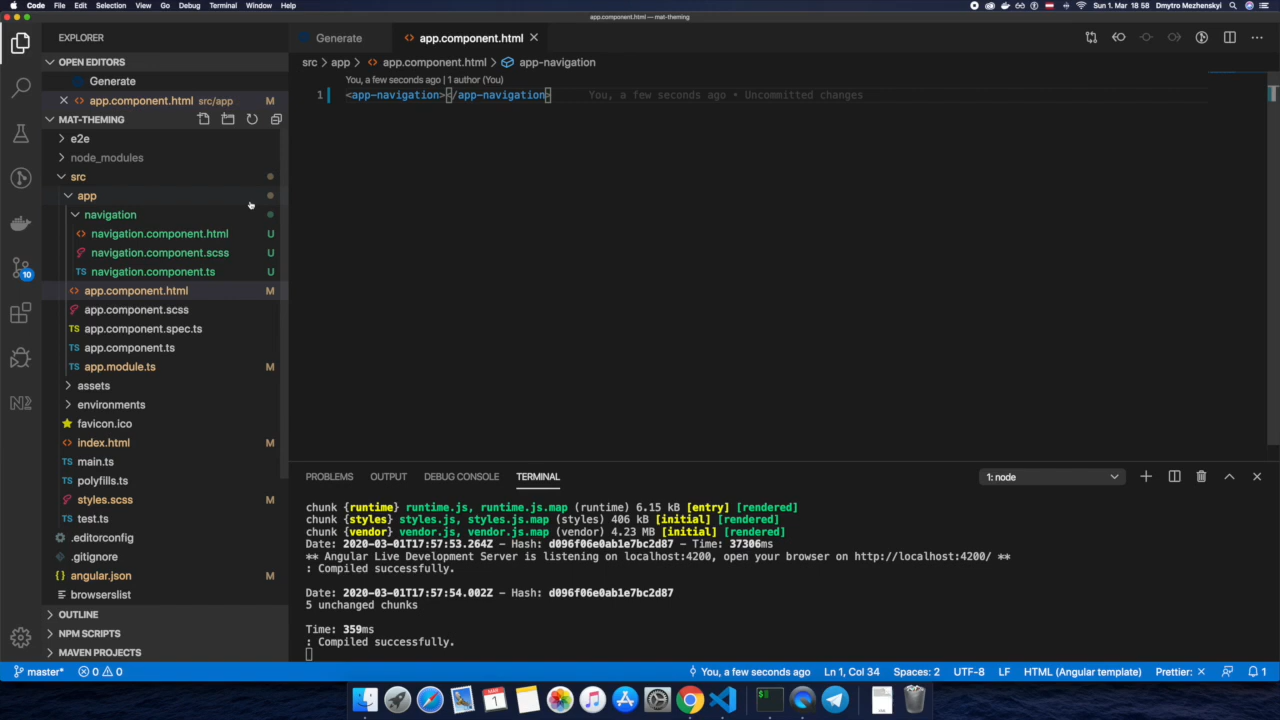 Code File Edit Selection View Go Debug Terminal Window Help Sun 1. Mar 18 58 Dmytro Mezhenskyi
app.component.html — mat-theming
EXPLORER
Generate
app.component.html
OPEN EDITORS
Generate
app.component.html src/app M
MAT-THEMING
e2e
node_modules
src
app
navigation
navigation.component.html U
navigation.component.scss U
navigation.component.ts U
app.component.html M
app.component.scss
app.component.spec.ts
app.component.ts
app.module.ts M
assets
environments
favicon.ico
index.html M
main.ts
polyfills.ts
styles.scss M
test.ts
.editorconfig
.gitignore
angular.json M
browserslist
OUTLINE
NPM SCRIPTS
MAVEN PROJECTS
10
src > app > app.component.html > app-navigation
You, a few seconds ago | 1 author (You)
1 <app-navigation></app-navigation> You, a few seconds ago • Uncommitted changes
PROBLEMS OUTPUT DEBUG CONSOLE TERMINAL 1: node
chunk {runtime} runtime.js, runtime.js.map (runtime) 6.15 kB [entry] [rendered]
chunk {styles} styles.js, styles.js.map (styles) 406 kB [initial] [rendered]
chunk {vendor} vendor.js, vendor.js.map (vendor) 4.23 MB [initial] [rendered]
Date: 2020-03-01T17:57:53.264Z - Hash: d096f06e0ab1e7bc2d87 - Time: 37306ms
** Angular Live Development Server is listening on localhost:4200, open your browser on http://localhost:4200/ **
: Compiled successfully.
Date: 2020-03-01T17:57:54.002Z - Hash: d096f06e0ab1e7bc2d87
5 unchanged chunks
Time: 359ms
: Compiled successfully.
master* 0 0 You, a few seconds ago Ln 1, Col 34 Spaces: 2 UTF-8 LF HTML (Angular template) Prettier: 1